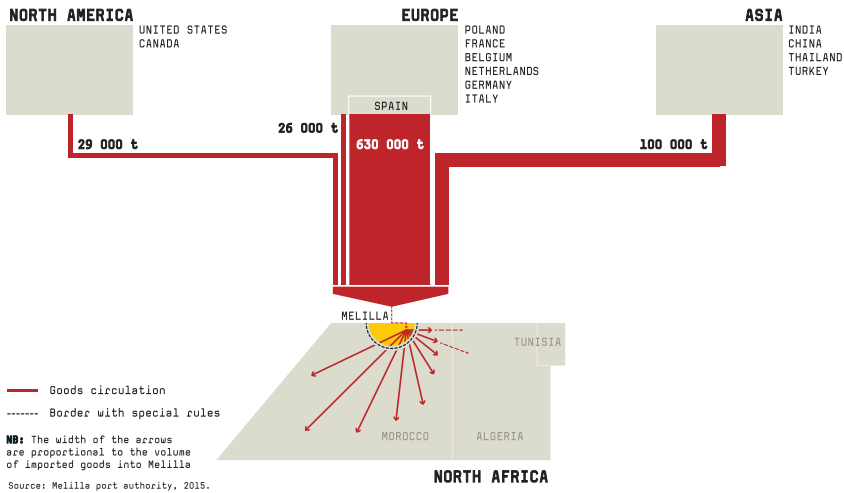 NORTH AMERICA
UNITED STATES
CANADA
EUROPE
POLAND
FRANCE
BELGIUM
NETHERLANDS
GERMANY
ITALY
SPAIN
ASIA
INDIA
CHINA
THAILAND
TURKEY
29 000 t
26 000 t
630 000 t
100 000 t
MELILLA
TUNISIA
MOROCCO
ALGERIA
NORTH AFRICA
Goods circulation
Border with special rules
NB: The width of the arrows
are proportional to the volume
of imported goods into Melilla
Source: Melilla port authority, 2015.